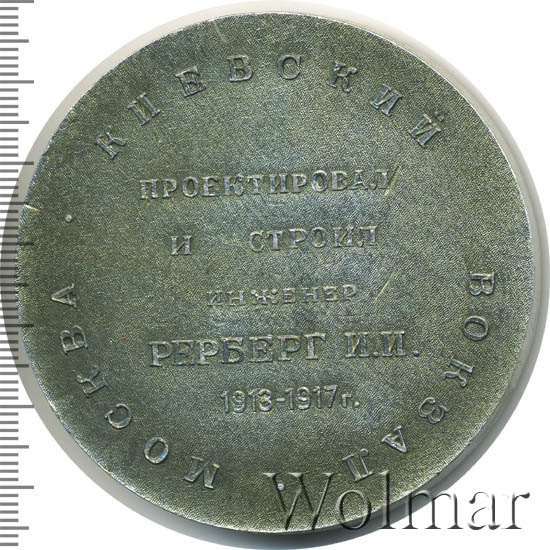 МОСКВА КИЕВСКИЙ ВОКЗАЛ
ПРОЕКТИРОВАЛ
И СТРОИЛ
ИНЖЕНЕР
РЕРБЕРГ И.И.
1913-1917г.
Wolmar